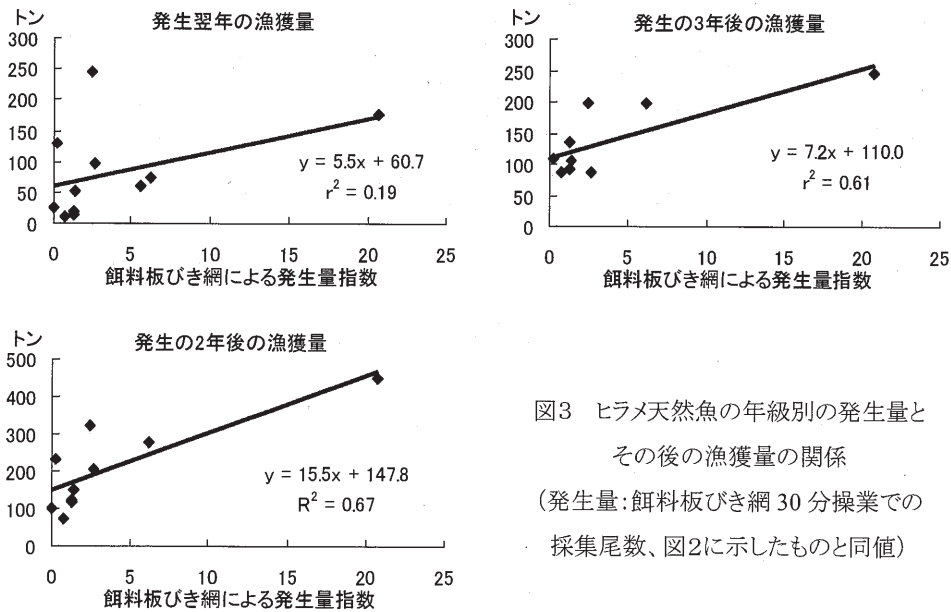 トン
発生翌年の漁獲量
300
250
200
150
100
50
0
y = 5.5x + 60.7
r² = 0.19
0 5 10 15 20 25
餌料板びき網による発生量指数
トン
発生の3年後の漁獲量
300
250
200
150
100
50
0
y = 7.2x + 110.0
r² = 0.61
0 5 10 15 20 25
餌料板びき網による発生量指数
トン
発生の2年後の漁獲量
500
400
300
200
100
0
y = 15.5x + 147.8
R² = 0.67
0 5 10 15 20 25
餌料板びき網による発生量指数
図3 ヒラメ天然魚の年級別の発生量と
その後の漁獲量の関係
(発生量:餌料板びき網30分操業での
採集尾数、図2に示したものと同値)